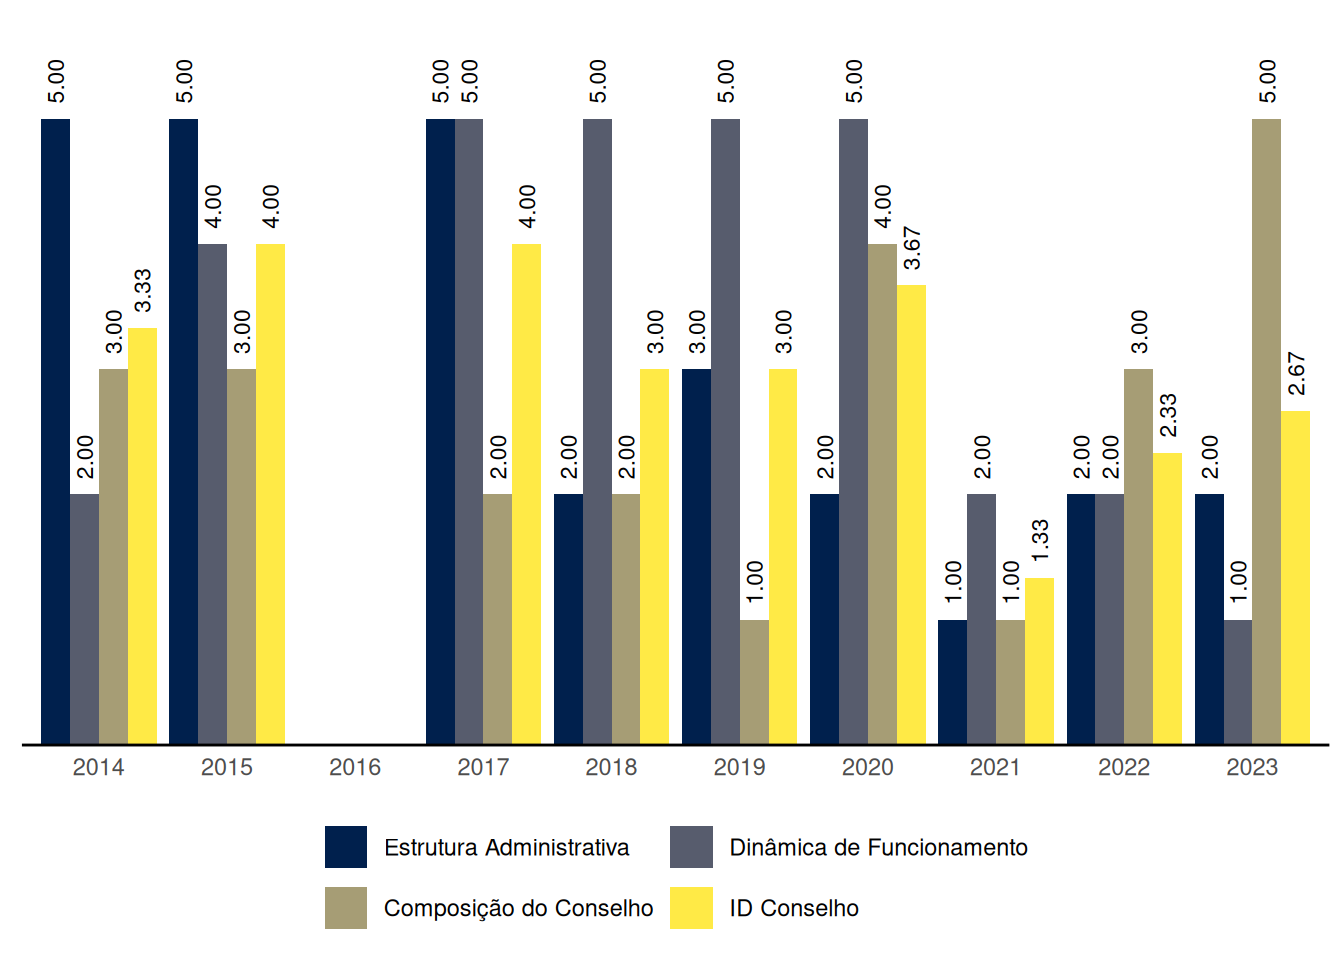 5.00 2.00 3.00 3.33
5.00 4.00 3.00 4.00
5.00 5.00 2.00 4.00
2.00 5.00 2.00 3.00
3.00 5.00 1.00 3.00
2.00 5.00 4.00 3.67
1.00 2.00 1.00 1.33
2.00 2.00 3.00 2.33
2.00 1.00 5.00 2.67
2014 2015 2016 2017 2018 2019 2020 2021 2022 2023
Estrutura Administrativa Dinâmica de Funcionamento
Composição do Conselho ID Conselho